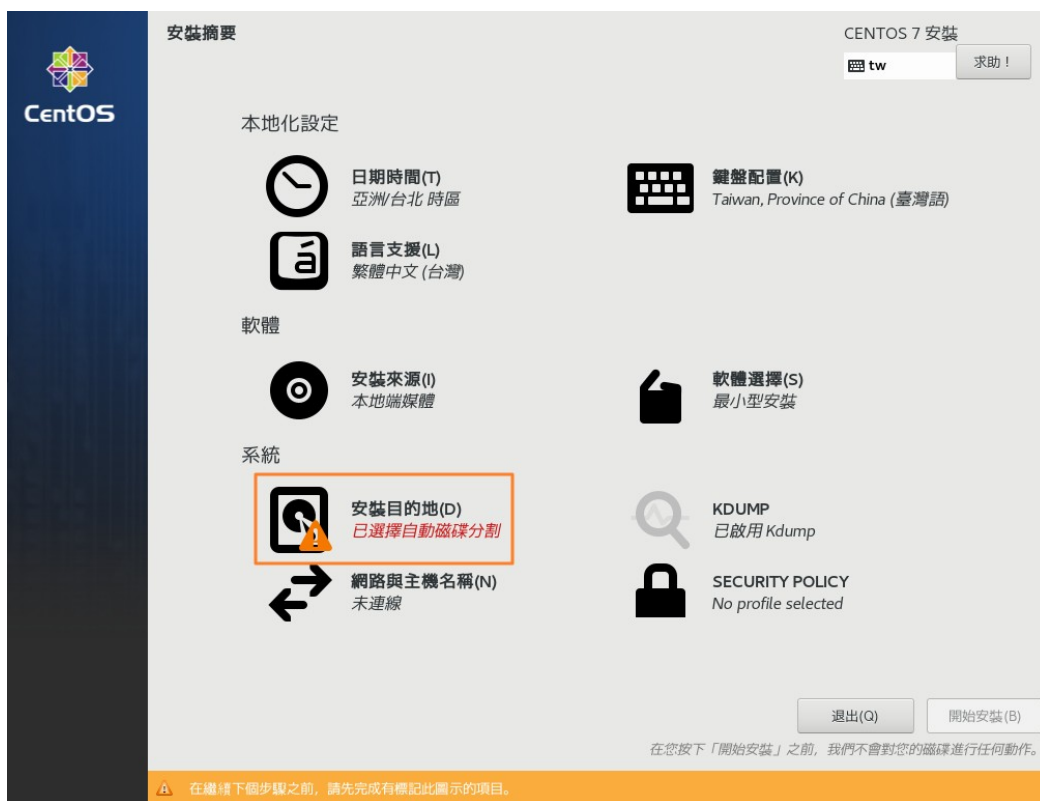 安裝摘要
CENTOS 7 安裝
tw
求助！
CentOS
本地化設定
日期時間(T)
亞洲/台北 時區
鍵盤配置(K)
Taiwan, Province of China (臺灣語)
語言支援(L)
繁體中文 (台灣)
軟體
安裝來源(I)
本地端媒體
軟體選擇(S)
最小型安裝
系統
安裝目的地(D)
已選擇自動磁碟分割
KDUMP
已啟用 Kdump
網路與主機名稱(N)
未連線
SECURITY POLICY
No profile selected
退出(Q)
開始安裝(B)
在您按下「開始安裝」之前，我們不會對您的磁碟進行任何動作。
在繼續下個步驟之前，請先完成有標記此圖示的項目。